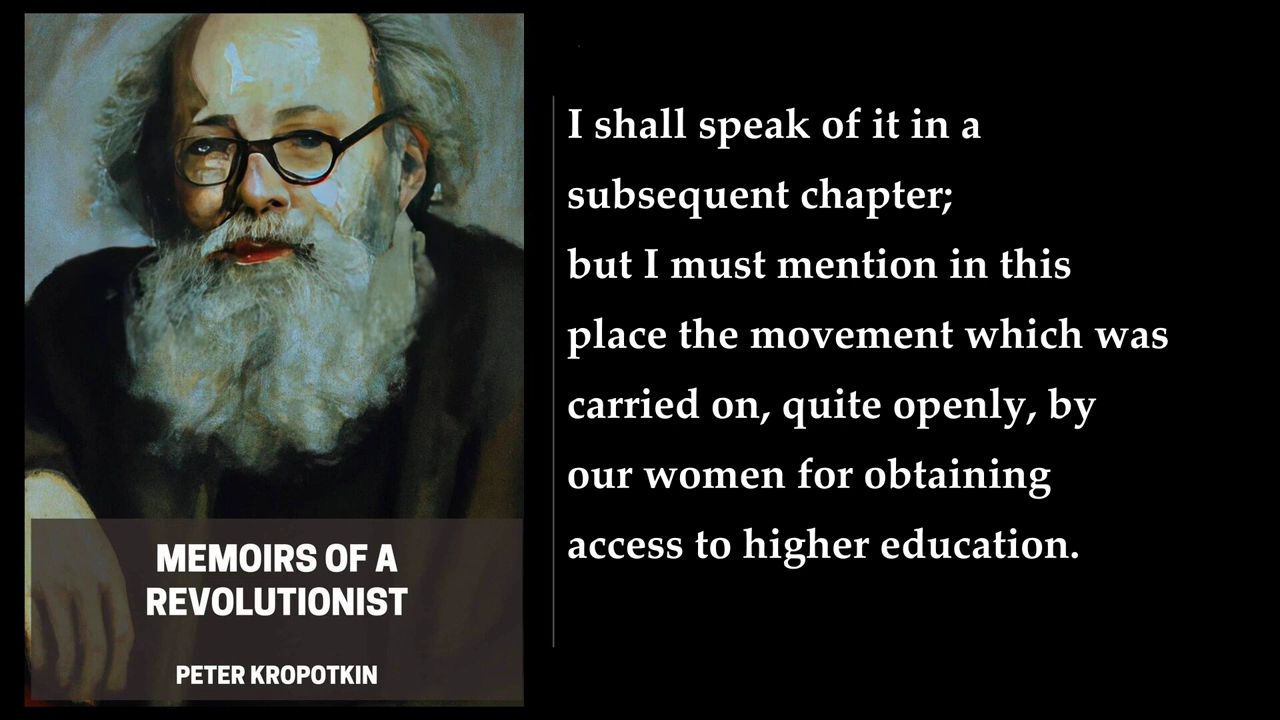 MEMOIRS OF A
REVOLUTIONIST
PETER KROPOTKIN
I shall speak of it in a
subsequent chapter;
but I must mention in this
place the movement which was
carried on, quite openly, by
our women for obtaining
access to higher education.